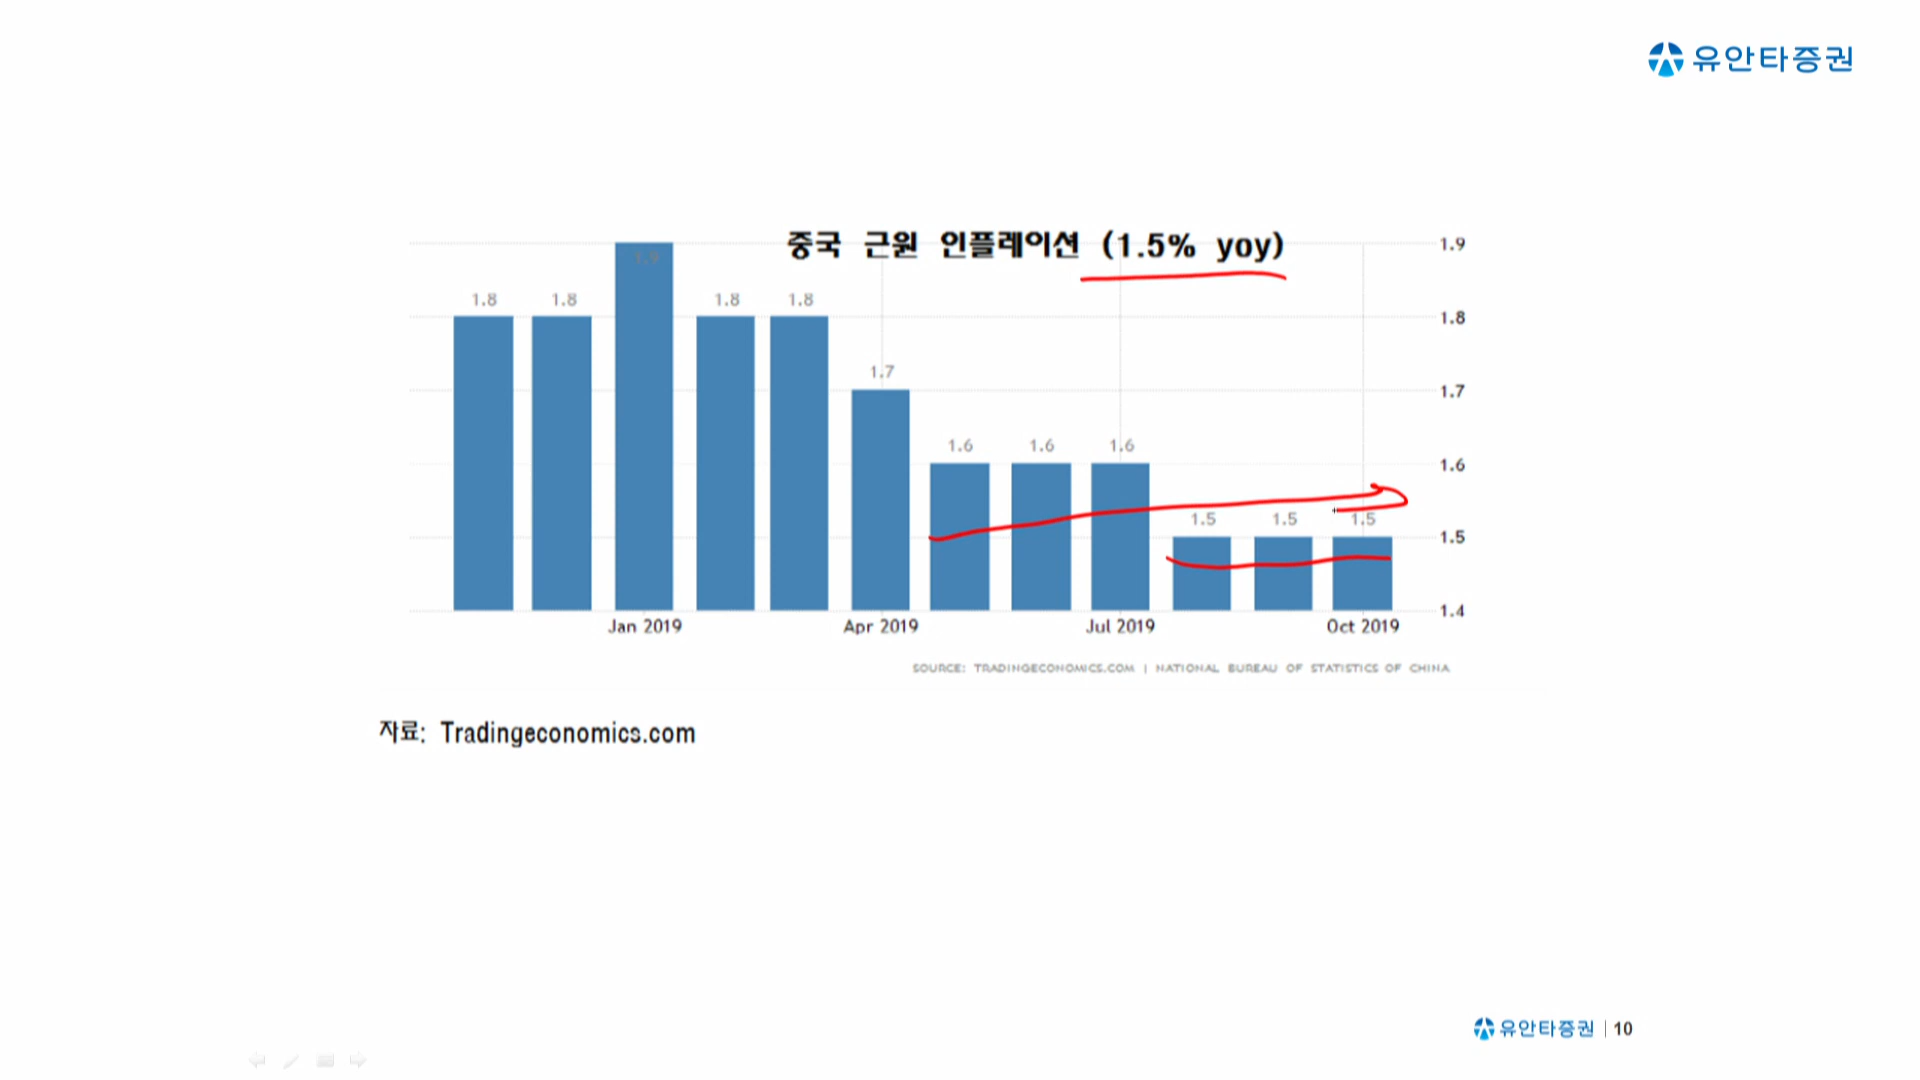 유안타증권
중국 근원 인플레이션 (1.5% yoy)
1.9
1.9
1.8 1.8 1.8 1.8
1.8
1.7
1.7
1.6 1.6 1.6
1.6
1.5 1.5 1.5
1.5
1.4
Jan 2019 Apr 2019 Jul 2019 Oct 2019
SOURCE: TRADINGECONOMICS.COM | NATIONAL BUREAU OF STATISTICS OF CHINA
자료: Tradingeconomics.com
유안타증권 | 10